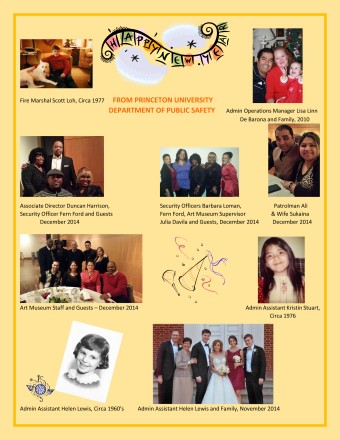 HAPPY NEW YEAR
Fire Marshal Scott Loh, Circa 1977
FROM PRINCETON UNIVERSITY
DEPARTMENT OF PUBLIC SAFETY
Admin Operations Manager Lisa Linn
De Barona and Family, 2010
Associate Director Duncan Harrison,
Security Officer Fern Ford and Guests
December 2014
Security Officers Barbara Loman,
Fern Ford, Art Museum Supervisor
Julia Davila and Guests, December 2014
Patrolman Ali
& Wife Sukaina
December 2014
Art Museum Staff and Guests – December 2014
Admin Assistant Kristin Stuart,
Circa 1976
Admin Assistant Helen Lewis, Circa 1960's
Admin Assistant Helen Lewis and Family, November 2014